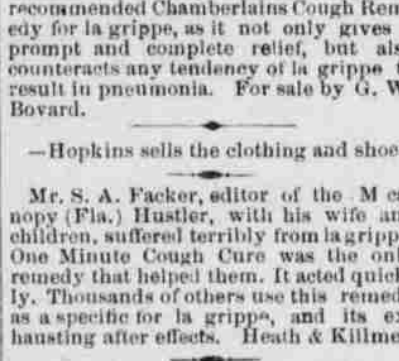 recommended Chamberlains Cough Rem
edy for la grippe, as it not only gives
prompt and complete relief, but als
counteracts any tendency of la grippe t
result in pneumonia. For sale by G. W
Bovard.
—Hopkins sells the clothing and shoe
Mr. S. A. Facker, editor of the M ca
nopy (Fla.) Hustler, with his wife an
children, suffered terribly from la gripp
One Minute Cough Cure was the onl
remedy that helped them. It acted quick
ly. Thousands of others use this remed
as a specific for la grippe, and its ex
hausting after effects. Heath & Killme